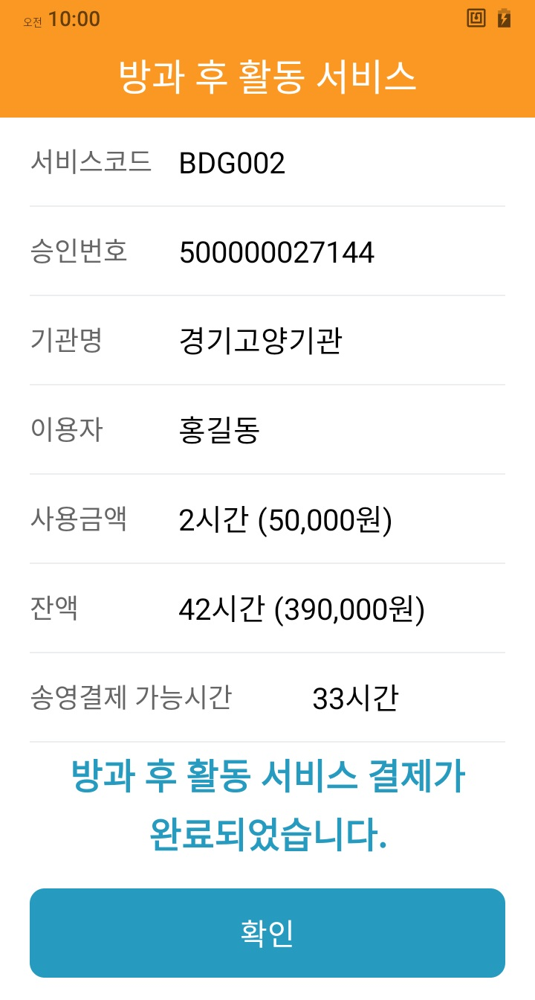 오전 10:00
방과 후 활동 서비스
서비스코드 BDG002
승인번호 500000027144
기관명 경기고양기관
이용자 홍길동
사용금액 2시간 (50,000원)
잔액 42시간 (390,000원)
송영결제 가능시간 33시간
방과 후 활동 서비스 결제가
완료되었습니다.
확인